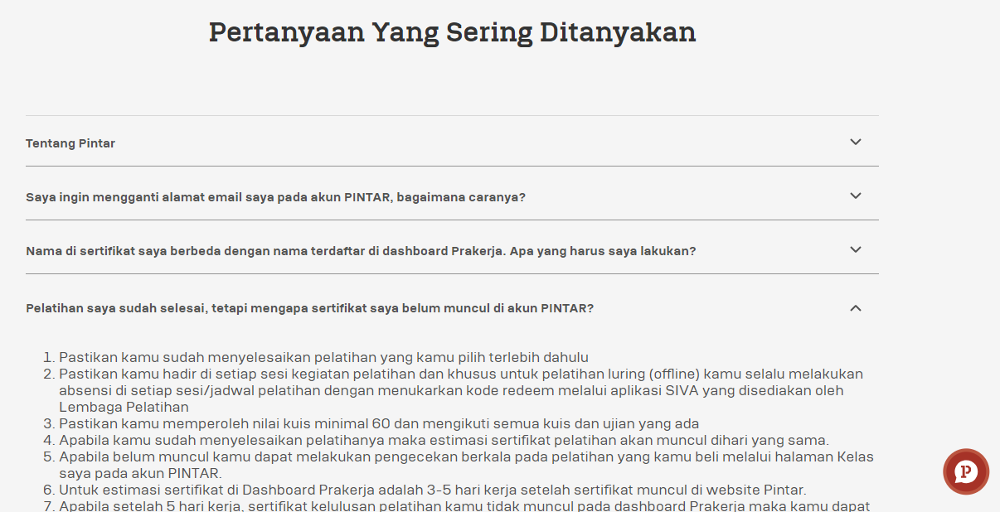 Pertanyaan Yang Sering Ditanyakan
Tentang Pintar
Saya ingin mengganti alamat email saya pada akun PINTAR, bagaimana caranya?
Nama di sertifikat saya berbeda dengan nama terdaftar di dashboard Prakerja. Apa yang harus saya lakukan?
Pelatihan saya sudah selesai, tetapi mengapa sertifikat saya belum muncul di akun PINTAR?
1. Pastikan kamu sudah menyelesaikan pelatihan yang kamu pilih terlebih dahulu
2. Pastikan kamu hadir di setiap sesi kegiatan pelatihan dan khusus untuk pelatihan luring (offline) kamu selalu melakukan
absensi di setiap sesi/jadwal pelatihan dengan menukarkan kode redeem melalui aplikasi SIVA yang disediakan oleh
Lembaga Pelatihan
3. Pastikan kamu memperoleh nilai kuis minimal 60 dan mengikuti semua kuis dan ujian yang ada
4. Apabila kamu sudah menyelesaikan pelatihanya maka estimasi sertifikat pelatihan akan muncul dihari yang sama.
5. Apabila belum muncul kamu dapat melakukan pengecekan berkala pada pelatihan yang kamu beli melalui halaman Kelas
saya pada akun PINTAR.
6. Untuk estimasi sertifikat di Dashboard Prakerja adalah 3-5 hari kerja setelah sertifikat muncul di website Pintar.
7. Apabila setelah 5 hari kerja, sertifikat kelulusan pelatihan kamu tidak muncul pada dashboard Prakerja maka kamu dapat
P